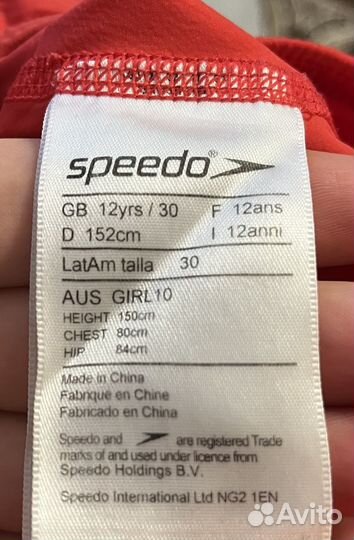 speedo®
GB 12yrs / 30 F 12ans
D 152cm I 12anni
LatAm talla 30
AUS GIRL10
HEIGHT 150cm
CHEST 80cm
HIP 84cm
Made in China
Fabriqué en Chine
Fabricado en China
Speedo and are registered Trade
marks of and used under licence from
Speedo Holdings B.V.
Speedo International Ltd NG2 1EN
Avito